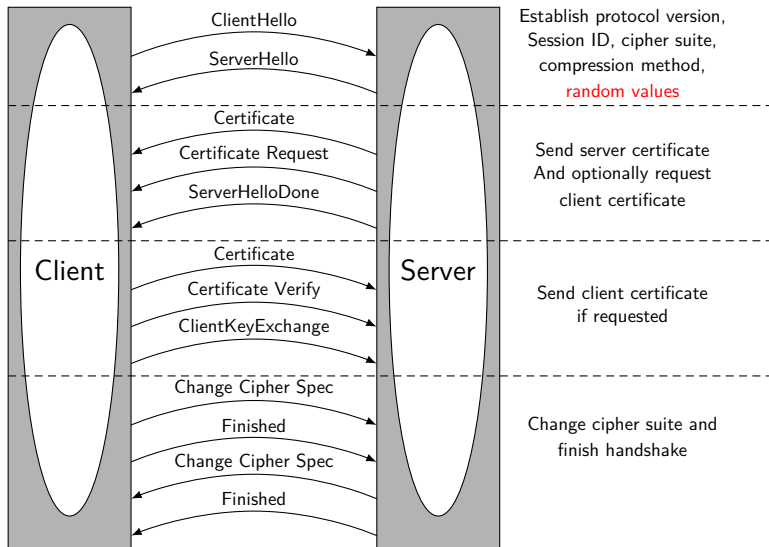 ClientHello
ServerHello
Establish protocol version,
Session ID, cipher suite,
compression method,
random values
Certificate
Certificate Request
ServerHelloDone
Send server certificate
And optionally request
client certificate
Client
Server
Certificate
Certificate Verify
ClientKeyExchange
Send client certificate
if requested
Change Cipher Spec
Finished
Change Cipher Spec
Finished
Change cipher suite and
finish handshake